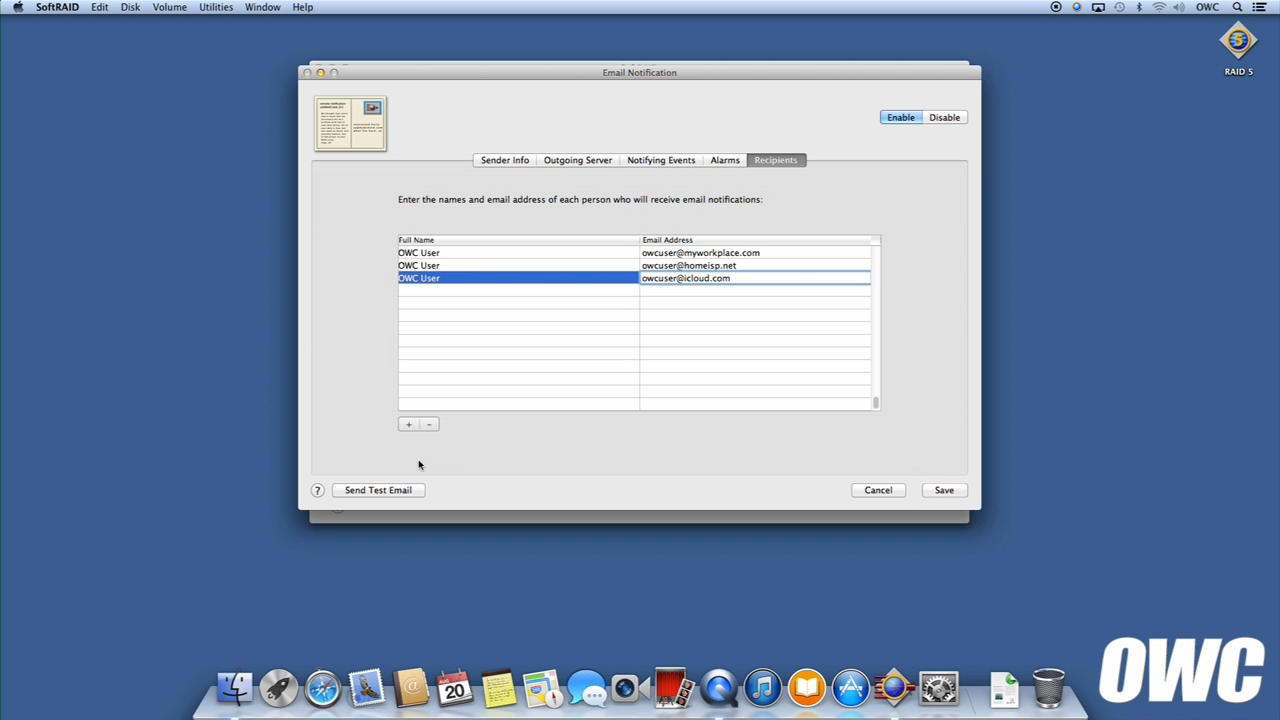 SoftRAID Edit Disk Volume Utilities Window Help OWC
RAID 5
Email Notification
Enable Disable
Sender Info Outgoing Server Notifying Events Alarms Recipients
Enter the names and email address of each person who will receive email notifications:
Full Name Email Address
OWC User owcuser@myworkplace.com
OWC User owcuser@homeisp.net
OWC User owcuser@icloud.com
+ -
? Send Test Email Cancel Save
AUG
20
OWC